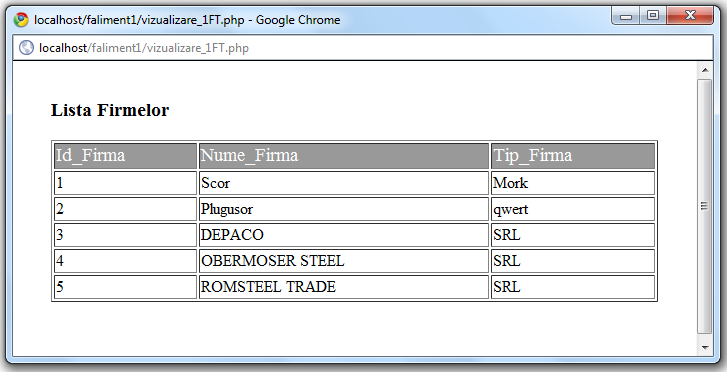 localhost/faliment1/vizualizare_1FT.php - Google Chrome
localhost/faliment1/vizualizare_1FT.php
Lista Firmelor
Id_Firma Nume_Firma Tip_Firma
1 Scor Mork
2 Plugusor qwert
3 DEPACO SRL
4 OBERMOSER STEEL SRL
5 ROMSTEEL TRADE SRL